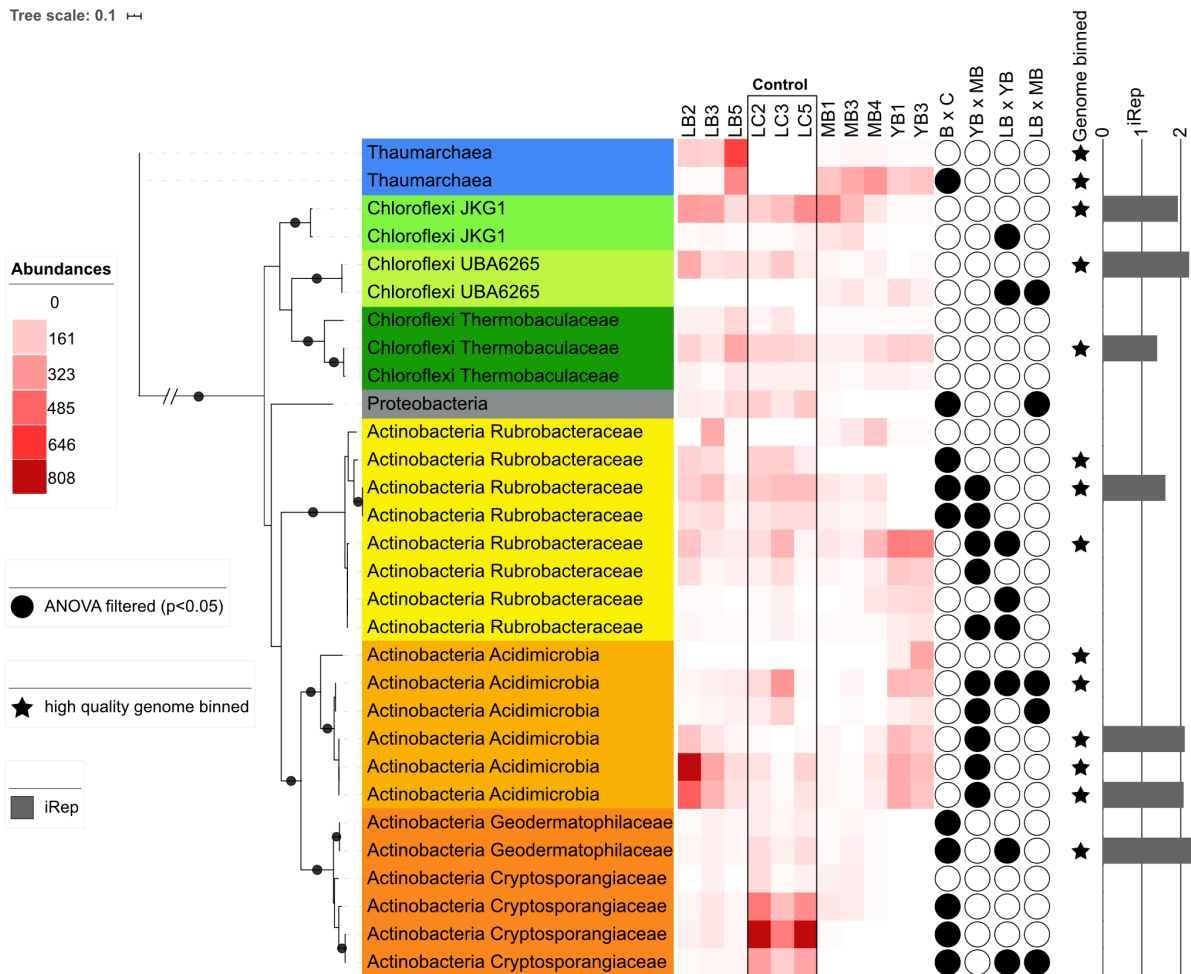 Tree scale: 0.1
Control
LB2
LB3
LB5
LC2
LC3
LC5
MB1
MB3
MB4
YB1
YB3
B x C
YB x MB
LB x YB
LB x MB
Genome binned
iRep
0
1
2
Thaumarchaea
Thaumarchaea
Chloroflexi JKG1
Chloroflexi JKG1
Chloroflexi UBA6265
Chloroflexi UBA6265
Chloroflexi Thermobaculaceae
Chloroflexi Thermobaculaceae
Chloroflexi Thermobaculaceae
Proteobacteria
Actinobacteria Rubrobacteraceae
Actinobacteria Rubrobacteraceae
Actinobacteria Rubrobacteraceae
Actinobacteria Rubrobacteraceae
Actinobacteria Rubrobacteraceae
Actinobacteria Rubrobacteraceae
Actinobacteria Rubrobacteraceae
Actinobacteria Rubrobacteraceae
Actinobacteria Acidimicrobia
Actinobacteria Acidimicrobia
Actinobacteria Acidimicrobia
Actinobacteria Acidimicrobia
Actinobacteria Acidimicrobia
Actinobacteria Acidimicrobia
Actinobacteria Geodermatophilaceae
Actinobacteria Geodermatophilaceae
Actinobacteria Cryptosporangiaceae
Actinobacteria Cryptosporangiaceae
Actinobacteria Cryptosporangiaceae
Actinobacteria Cryptosporangiaceae
Abundances
0
161
323
485
646
808
ANOVA filtered (p<0.05)
high quality genome binned
iRep